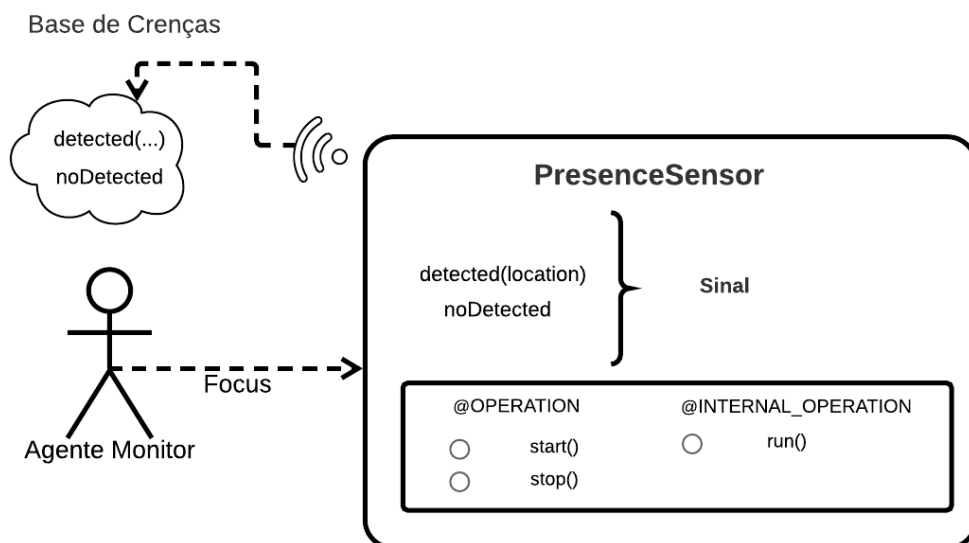 Base de Crenças
detected(...)
noDetected
PresenceSensor
detected(location)
noDetected
Sinal
Focus
Agente Monitor
@OPERATION
start()
stop()
@INTERNAL_OPERATION
run()